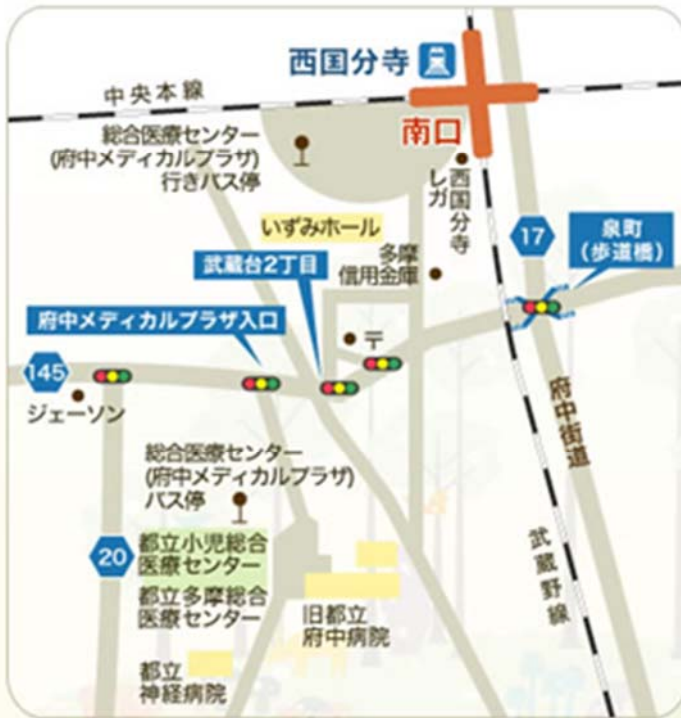 西国分寺
中央本線
南口
総合医療センター
(府中メディカルプラザ)
行きバス停
西国分寺
レガ
いずみホール
17
泉町
(歩道橋)
多摩
信用金庫
武蔵台2丁目
府中メディカルプラザ入口
〒
145
ジェーソン
府中街道
総合医療センター
(府中メディカルプラザ)
バス停
武蔵野線
20
都立小児総合
医療センター
都立多摩総合
医療センター
旧都立
府中病院
都立
神経病院